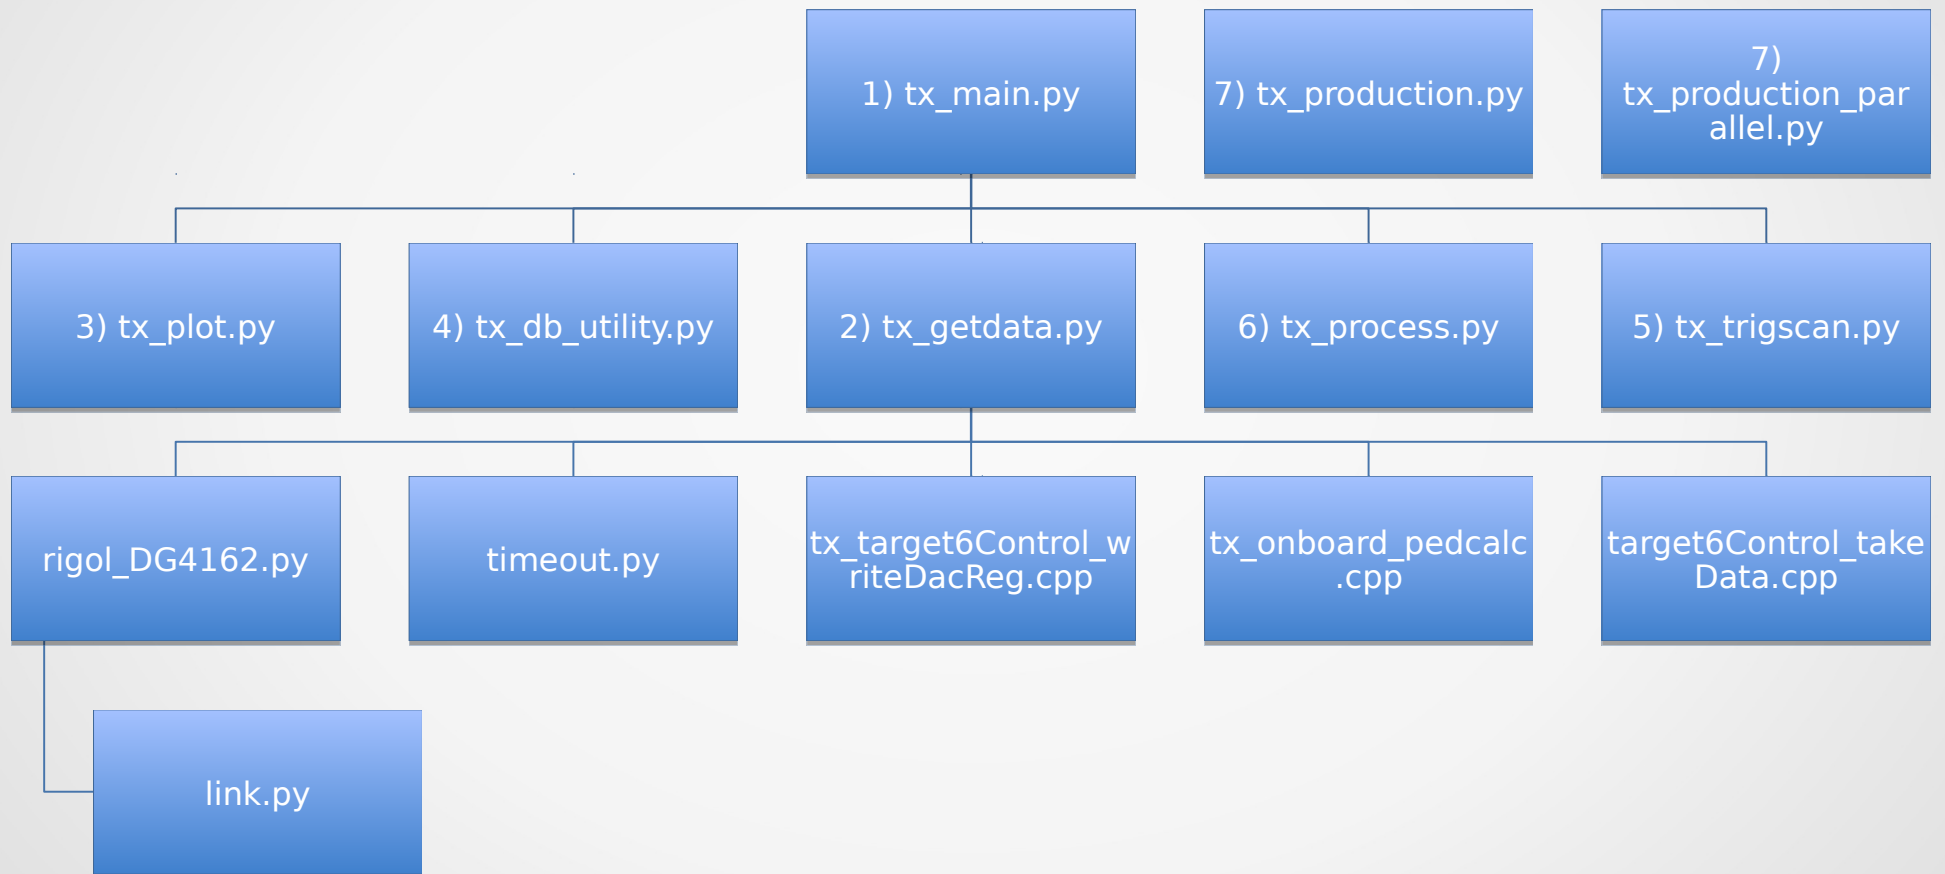 1) tx_main.py
7) tx_production.py
7)
tx_production_par
allel.py
3) tx_plot.py
4) tx_db_utility.py
2) tx_getdata.py
6) tx_process.py
5) tx_trigscan.py
rigol_DG4162.py
timeout.py
tx_target6Control_w
riteDacReg.cpp
tx_onboard_pedcalc
.cpp
target6Control_take
Data.cpp
link.py